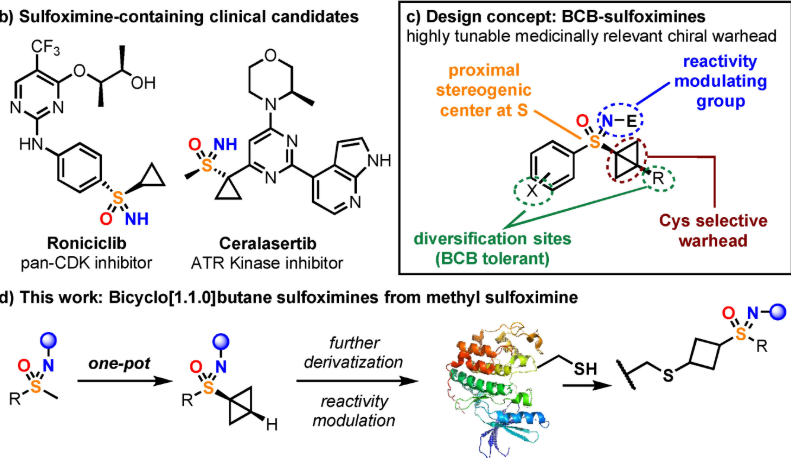 b) Sulfoximine-containing clinical candidates
CF3
N
N
O
OH
HN
S
O
NH
Roniciclib
pan-CDK inhibitor
O
N
O
NH
S
N
N
NH
N
Ceralasertib
ATR Kinase inhibitor
c) Design concept: BCB-sulfoximines
highly tunable medicinally relevant chiral warhead
proximal
stereogenic
center at S
reactivity
modulating
group
O
N–E
S
X
R
diversification sites
(BCB tolerant)
Cys selective
warhead
d) This work: Bicyclo[1.1.0]butane sulfoximines from methyl sulfoximine
O
N
S
R
one-pot
O
N
S
R
H
further
derivatization
reactivity
modulation
SH
S
O
N
S
R